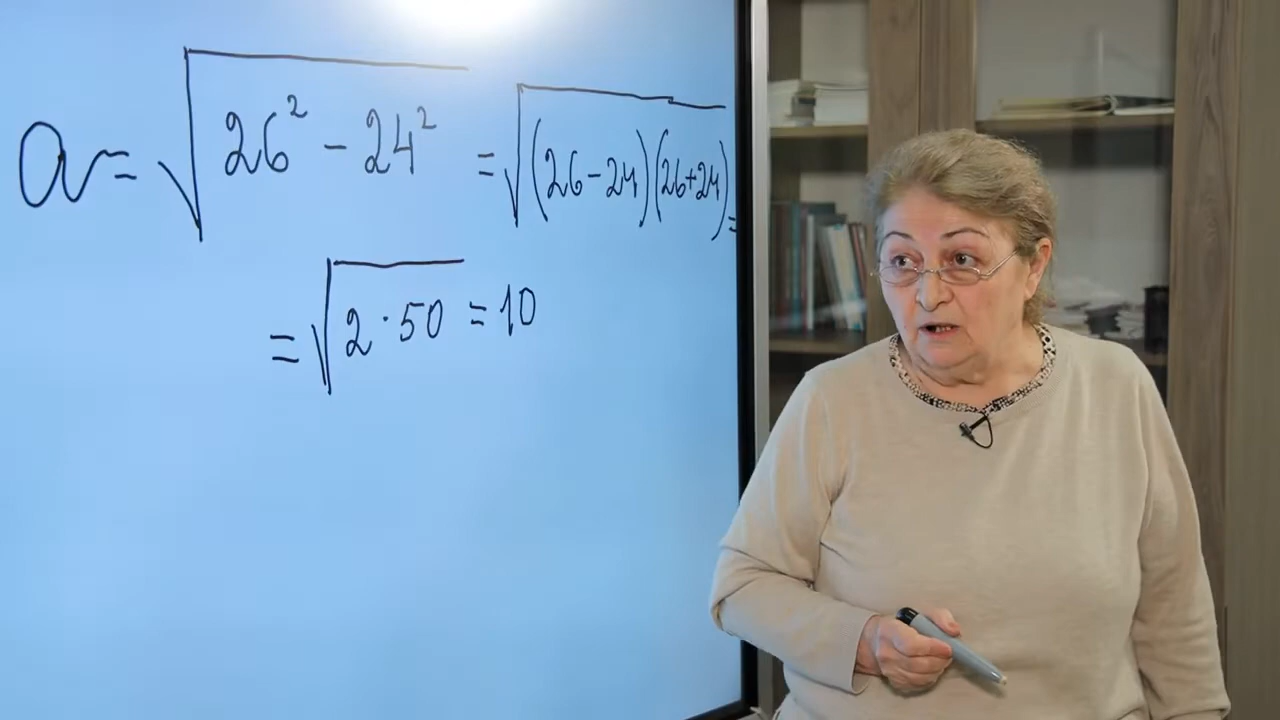 a = √(26² - 24²) = √((26-24)(26+24)) =
= √(2·50) = 10